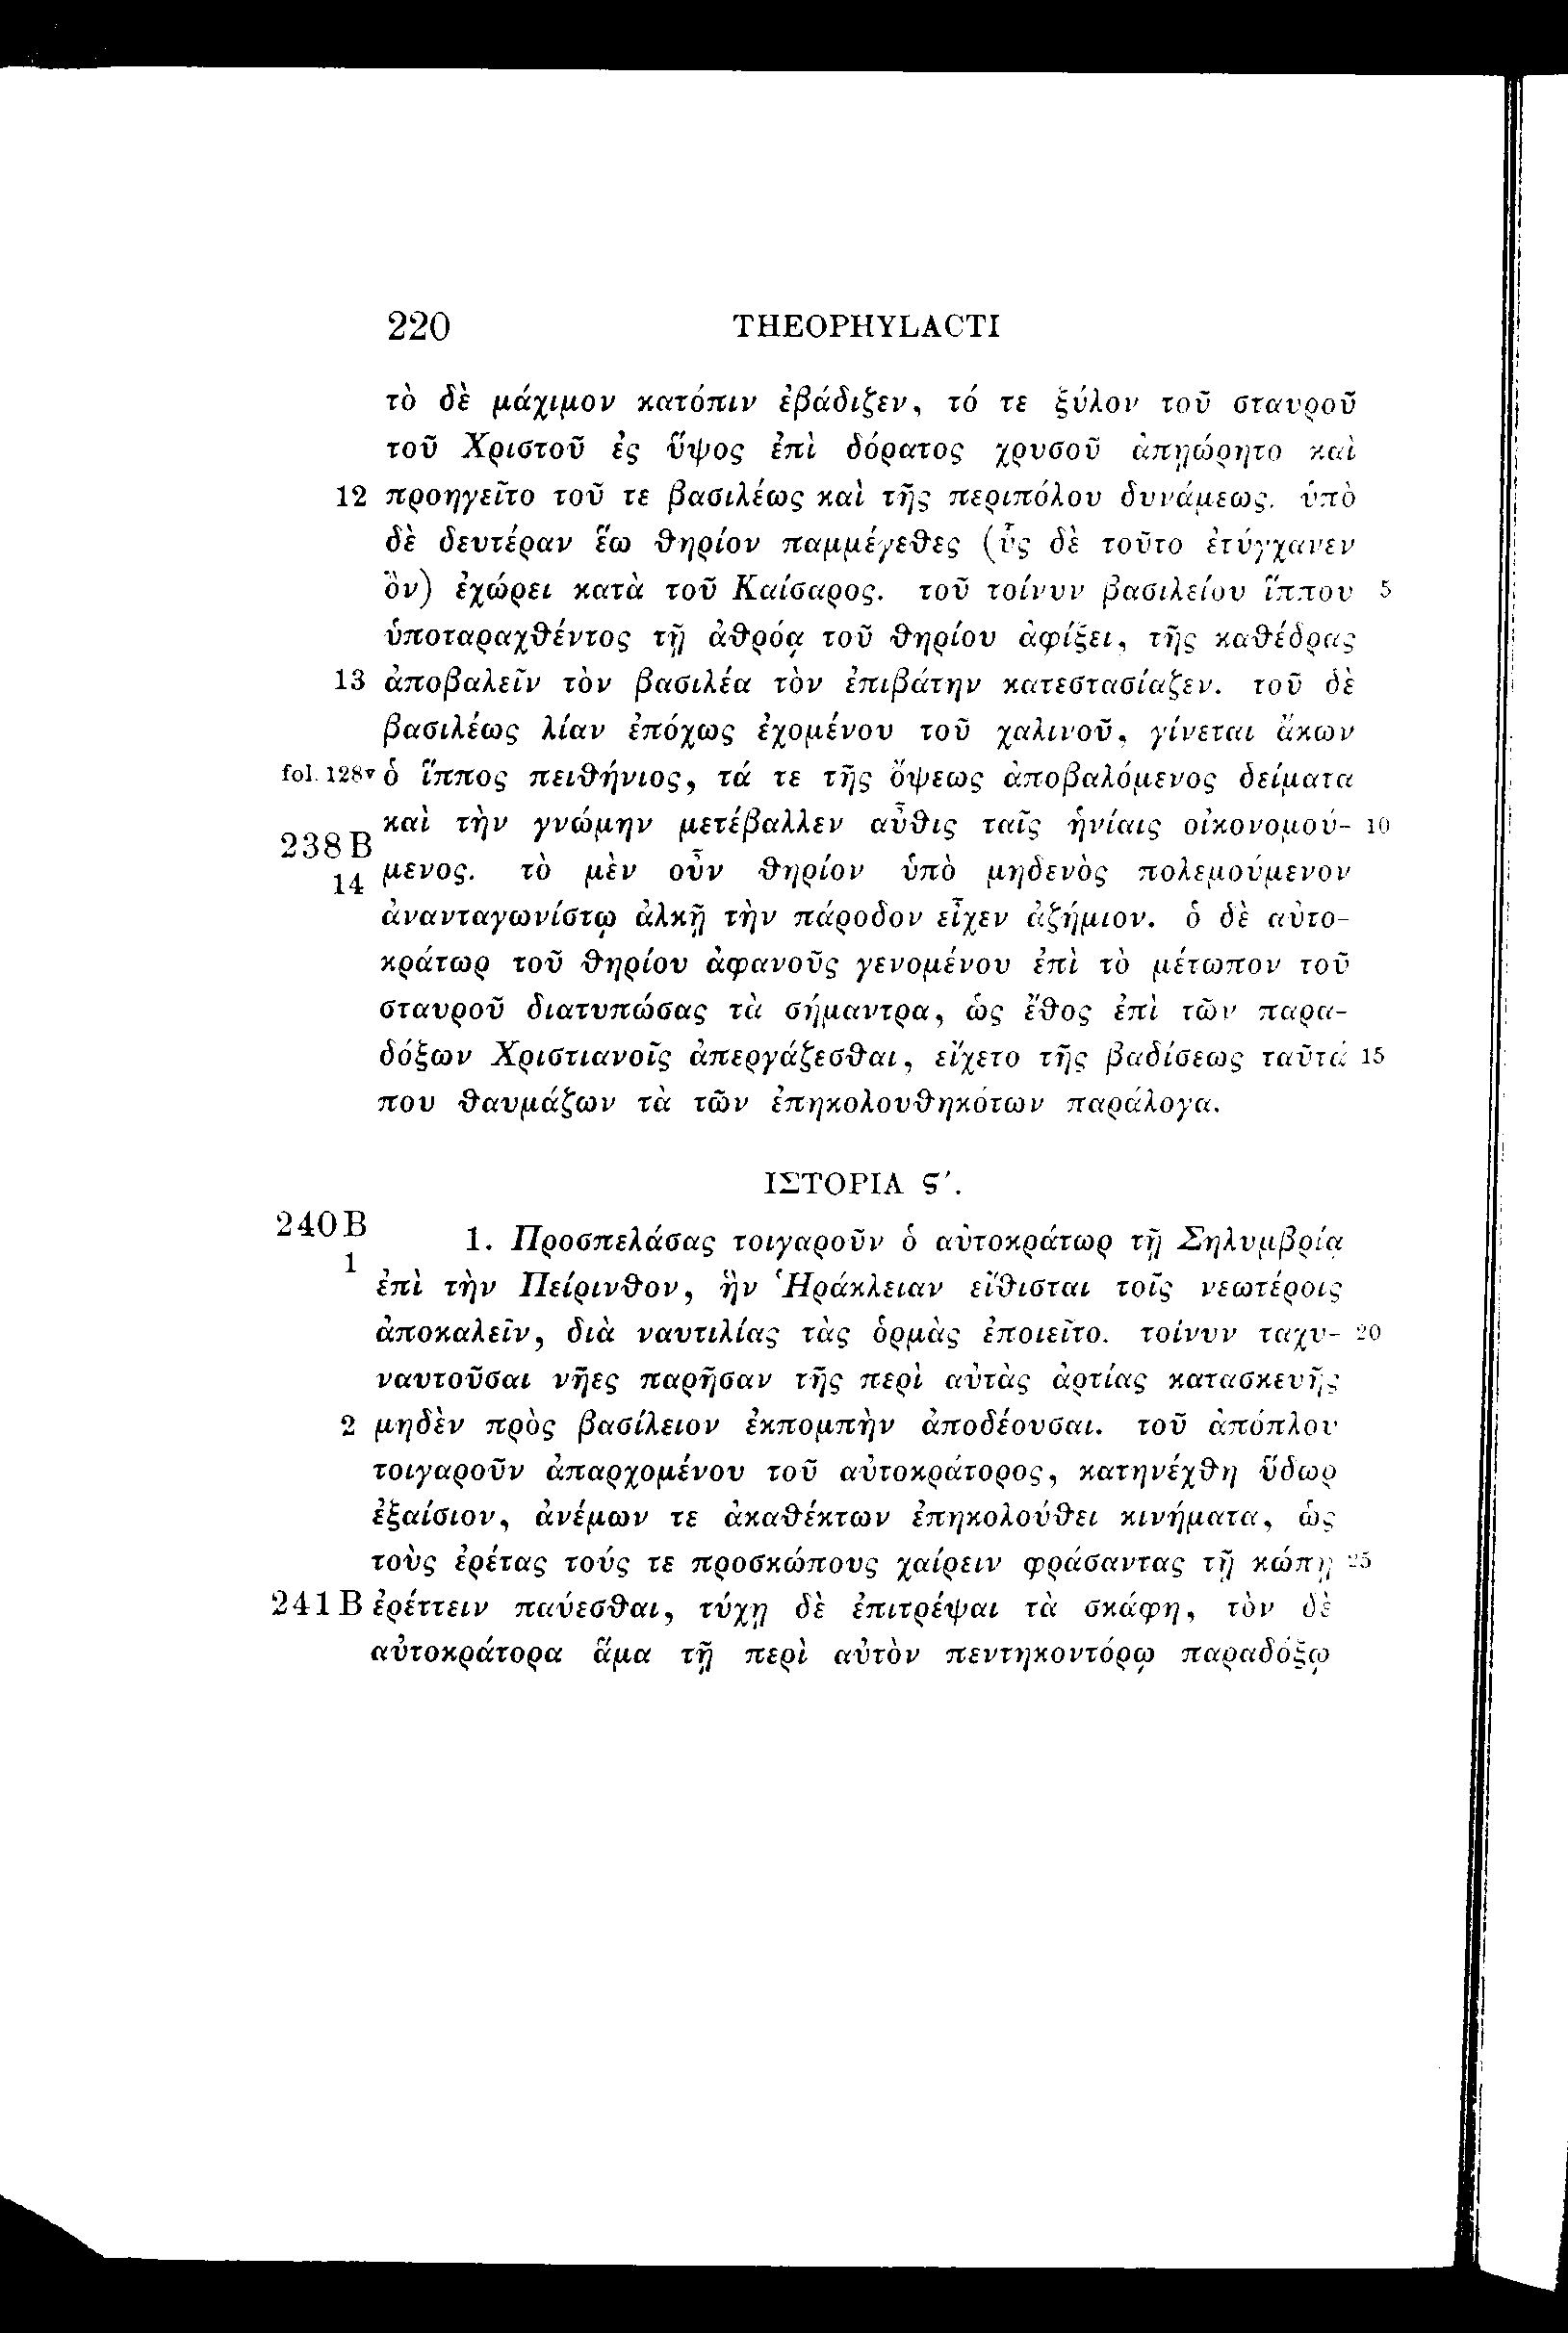 220 THEOPHYLACTI
τὸ δὲ μάχιμον κατόπιν ἐβάδιζεν, τό τε ξύλον τοῦ σταυροῦ
τοῦ Χριστοῦ ἐς ὕψος ἐπὶ δόρατος χρυσοῦ ἀπῃώρητο καὶ
12 προηγεῖτο τοῦ τε βασιλέως καὶ τῆς περιπόλου δυνάμεως. ὑπὸ
δὲ δευτέραν ἕω θηρίον παμμέγεθες (ὗς δὲ τοῦτο ἐτύγχανεν
ὂν) ἐχώρει κατὰ τοῦ Καίσαρος. τοῦ τοίνυν βασιλείου ἵππου 5
ὑποταραχθέντος τῇ ἀθρόᾳ τοῦ θηρίου ἀφίξει, τῆς καθέδρας
13 ἀποβαλεῖν τὸν βασιλέα τὸν ἐπιβάτην κατεστασίαζεν. τοῦ δὲ
βασιλέως λίαν ἐπόχως ἐχομένου τοῦ χαλινοῦ, γίνεται ἄκων
fol. 128v ὁ ἵππος πειθήνιος, τά τε τῆς ὄψεως ἀποβαλόμενος δείματα
238 B καὶ τὴν γνώμην μετέβαλλεν αὖθις ταῖς ἡνίαις οἰκονομού- 10
14 μενος. τὸ μὲν οὖν θηρίον ὑπὸ μηδενὸς πολεμούμενον
ἀνανταγωνίστῳ ἀλκῇ τὴν πάροδον εἶχεν ἀζήμιον. ὁ δὲ αὐτο-
κράτωρ τοῦ θηρίου ἀφανοῦς γενομένου ἐπὶ τὸ μέτωπον τοῦ
σταυροῦ διατυπώσας τὰ σήμαντρα, ὡς ἔθος ἐπὶ τῶν παρα-
δόξων Χριστιανοῖς ἀπεργάζεσθαι, εἴχετο τῆς βαδίσεως ταῦτά 15
που θαυμάζων τὰ τῶν ἐπηκολουθηκότων παράλογα.
ΙΣΤΟΡΙΑ Ϛ΄.
240 B 1. Προσπελάσας τοιγαροῦν ὁ αὐτοκράτωρ τῇ Σηλυμβρίᾳ
1 ἐπὶ τὴν Πείρινθον, ἣν Ἡράκλειαν εἴθισται τοῖς νεωτέροις
ἀποκαλεῖν, διὰ ναυτιλίας τὰς ὁρμὰς ἐποιεῖτο. τοίνυν ταχυ- 20
ναυτοῦσαι νῆες παρῆσαν τῆς περὶ αὐτὰς ἀρτίας κατασκευῆς
2 μηδὲν πρὸς βασίλειον ἐκπομπὴν ἀποδέουσαι. τοῦ ἀπόπλου
τοιγαροῦν ἀπαρχομένου τοῦ αὐτοκράτορος, κατηνέχθη ὕδωρ
ἐξαίσιον, ἀνέμων τε ἀκαθέκτων ἐπηκολούθει κινήματα, ὡς
τοὺς ἐρέτας τούς τε προσκώπους χαίρειν φράσαντας τῇ κώπῃ 25
241 B ἐρέττειν παύεσθαι, τύχῃ δὲ ἐπιτρέψαι τὰ σκάφη, τὸν δὲ
αὐτοκράτορα ἅμα τῇ περὶ αὐτὸν πεντηκοντόρῳ παραδόξῳ